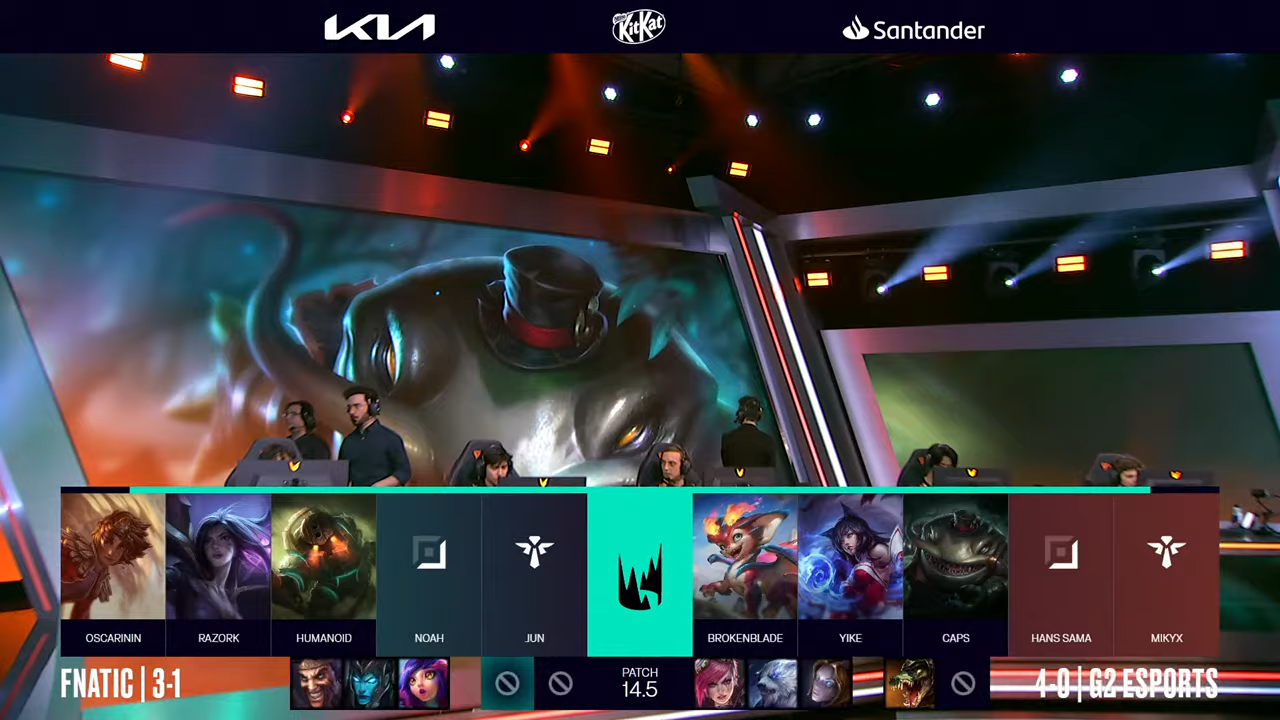 KIA
Nestlé KitKat
Santander
OSCARININ
RAZORK
HUMANOID
NOAH
JUN
BROKENBLADE
YIKE
CAPS
HANS SAMA
MIKYX
FNATIC | 3-1
PATCH
14.5
4-0 | G2 ESPORTS